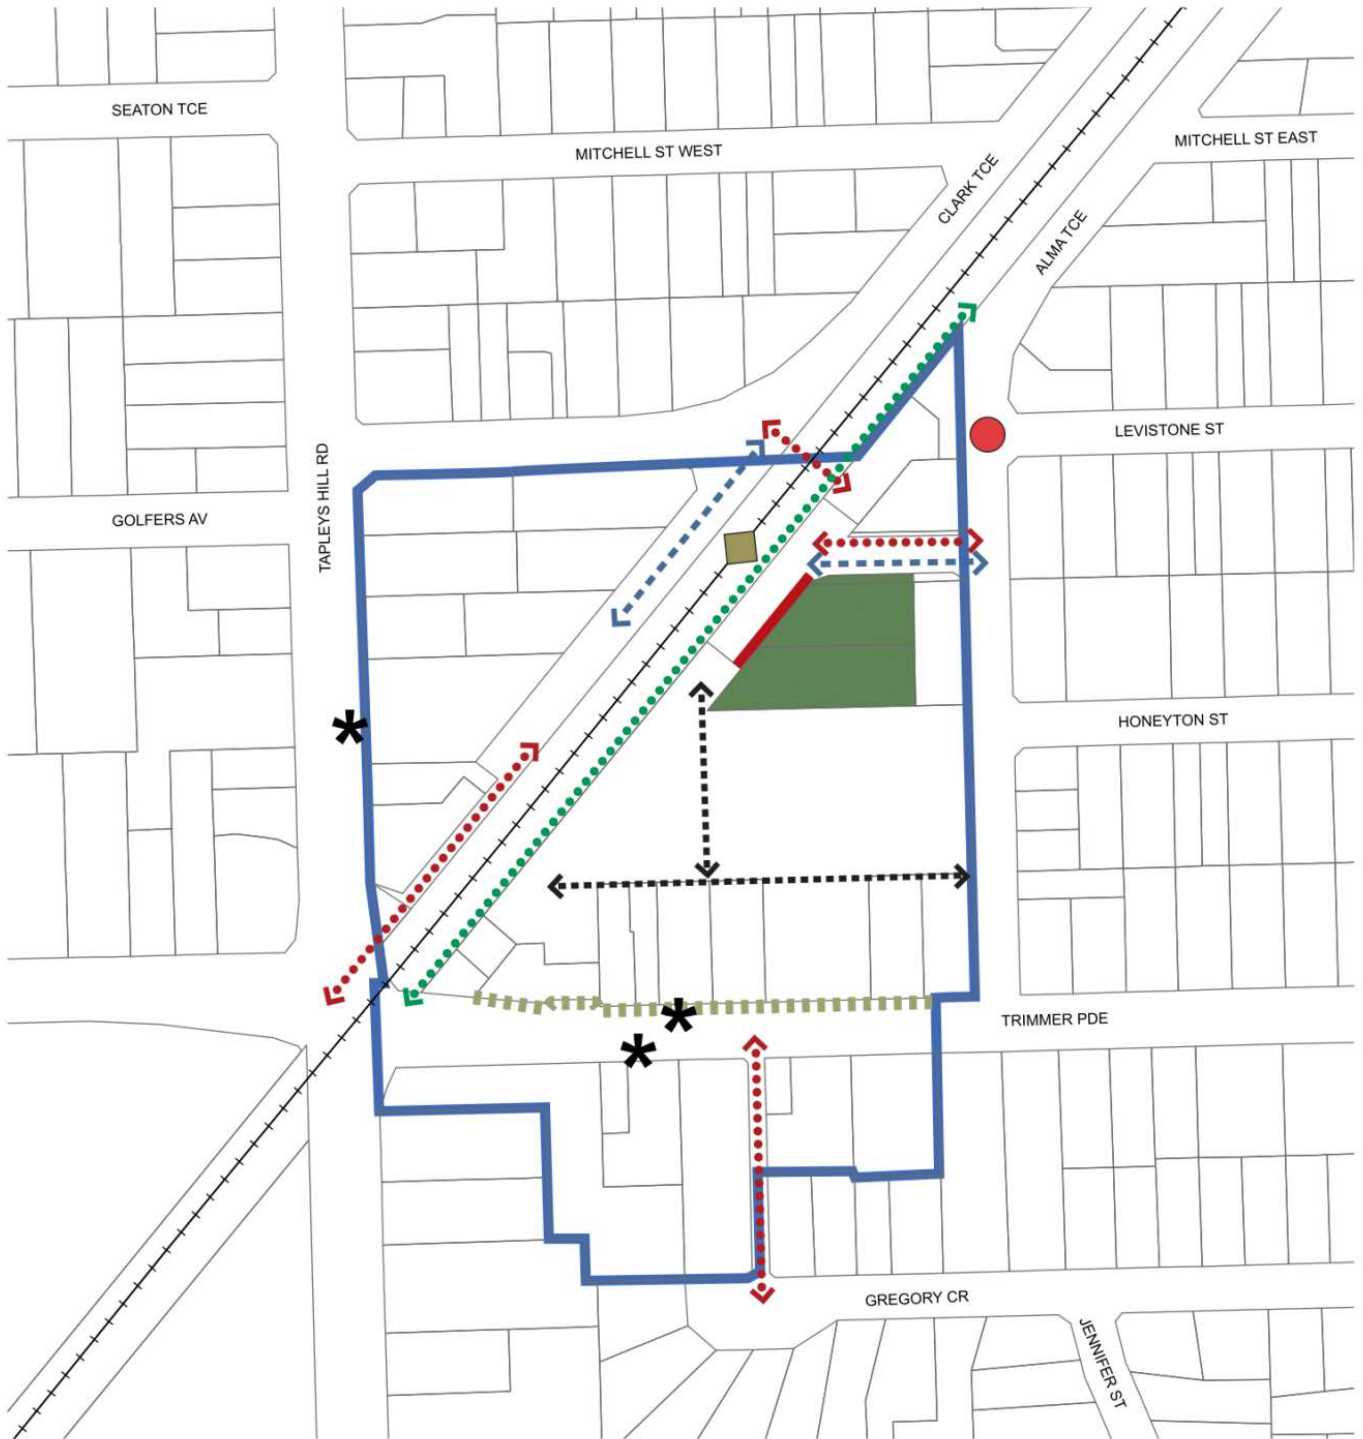 SEATON TCE
MITCHELL ST WEST
MITCHELL ST EAST
CLARK TCE
ALMA TCE
LEVISTONE ST
TAPLEYS HILL RD
GOLFERS AV
HONEYTON ST
TRIMMER PDE
GREGORY CR
JENNIFER ST